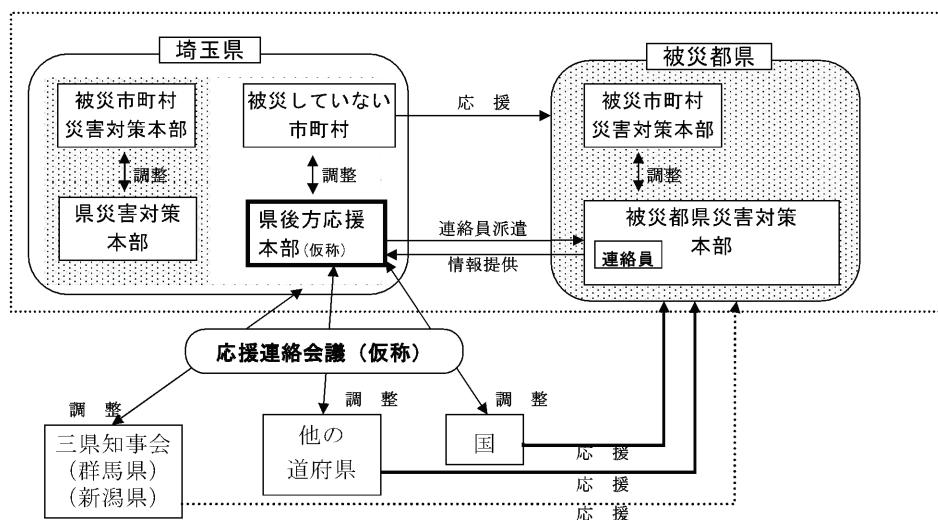 埼玉県
被災都県
被災市町村
災害対策本部
被災していない
市町村
応 援
被災市町村
災害対策本部
調整
調整
調整
県災害対策
本部
県後方応援
本部(仮称)
連絡員派遣
情報提供
被災都県災害対策
本部
連絡員
応援連絡会議（仮称）
調 整
調 整
調 整
三県知事会
(群馬県)
(新潟県)
他の
道府県
国
応 援
応 援
応 援